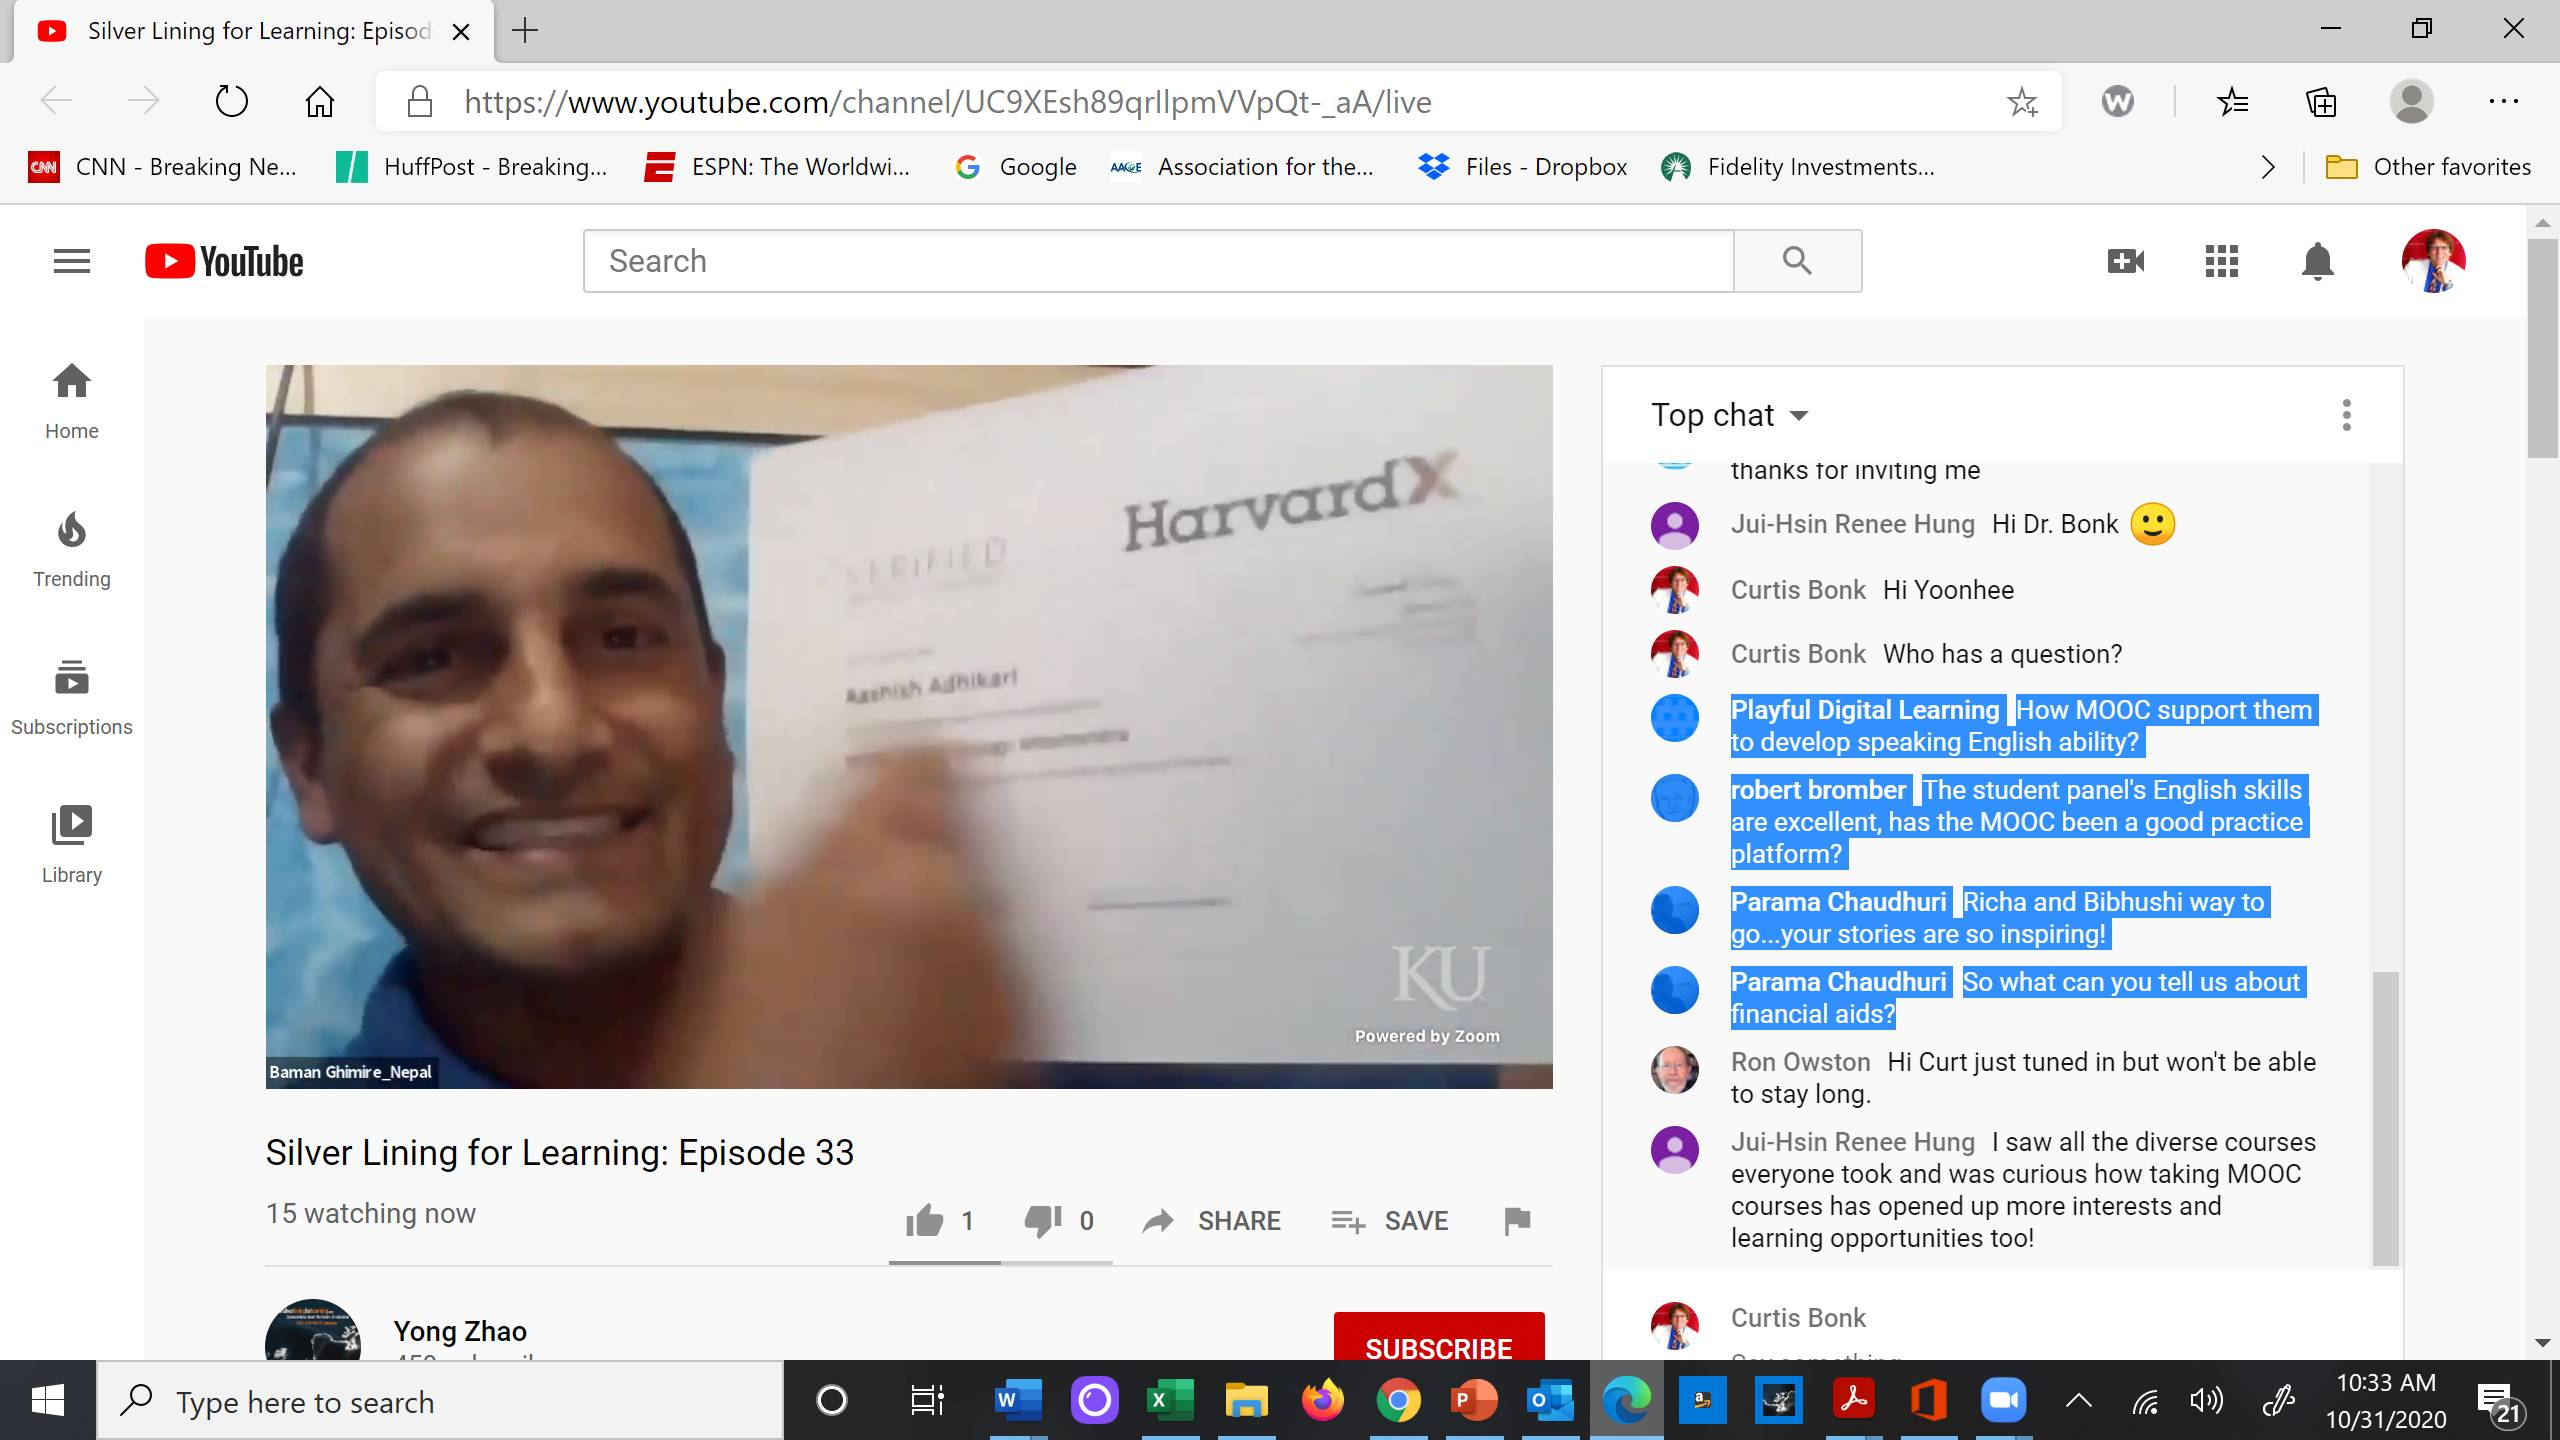 Silver Lining for Learning: Episod
https://www.youtube.com/channel/UC9XEsh89qrIlpmVVpQt-_aA/live
CNN - Breaking Ne...
HuffPost - Breaking...
ESPN: The Worldwi...
Google
Association for the...
Files - Dropbox
Fidelity Investments...
Other favorites
YouTube
Search
Home
Trending
Subscriptions
Library
HarvardX
VERIFIED
Aashish Adhikari
KU
Powered by Zoom
Baman Ghimire_Nepal
Silver Lining for Learning: Episode 33
15 watching now
1
0
SHARE
SAVE
Yong Zhao
SUBSCRIBE
Top chat
thanks for inviting me
Jui-Hsin Renee Hung Hi Dr. Bonk
Curtis Bonk Hi Yoonhee
Curtis Bonk Who has a question?
Playful Digital Learning How MOOC support them
to develop speaking English ability?
robert bromber The student panel's English skills
are excellent, has the MOOC been a good practice
platform?
Parama Chaudhuri Richa and Bibhushi way to
go...your stories are so inspiring!
Parama Chaudhuri So what can you tell us about
financial aids?
Ron Owston Hi Curt just tuned in but won't be able
to stay long.
Jui-Hsin Renee Hung I saw all the diverse courses
everyone took and was curious how taking MOOC
courses has opened up more interests and
learning opportunities too!
Curtis Bonk
Type here to search
10:33 AM
10/31/2020
21